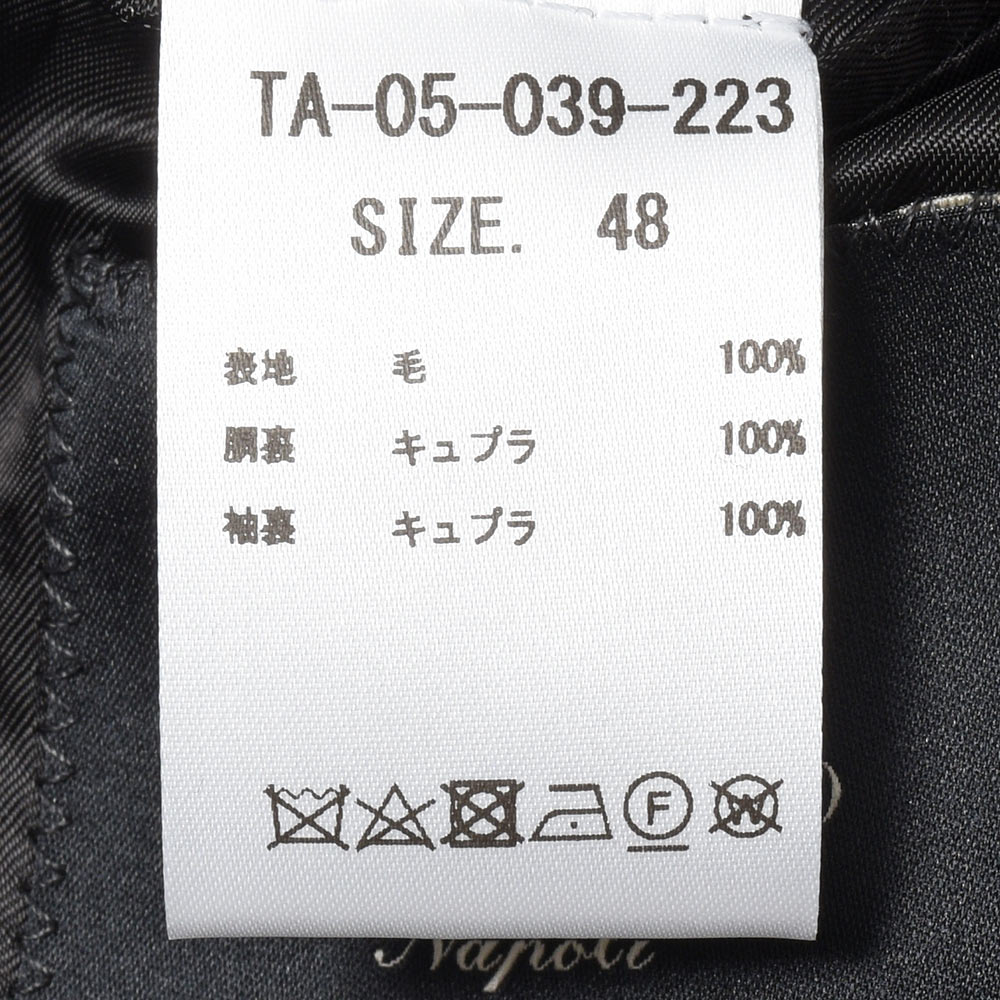 TA-05-039-223
SIZE. 48
表地 毛 100%
胴裏 キュプラ 100%
袖裏 キュプラ 100%
F W
Napoli